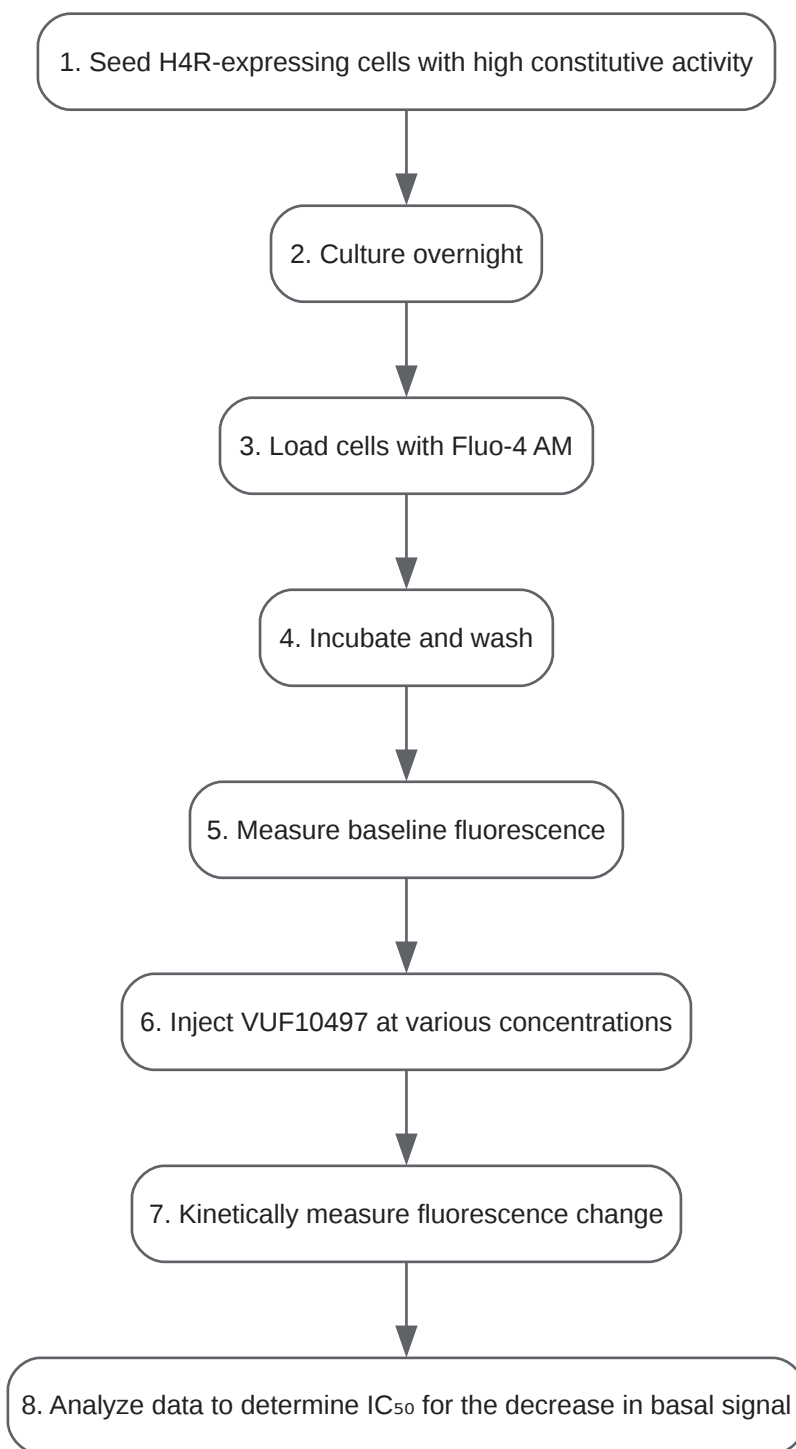 1. Seed H4R-expressing cells with high constitutive activity
2. Culture overnight
3. Load cells with Fluo-4 AM
4. Incubate and wash
5. Measure baseline fluorescence
6. Inject VUF10497 at various concentrations
7. Kinetically measure fluorescence change
8. Analyze data to determine IC₅₀ for the decrease in basal signal